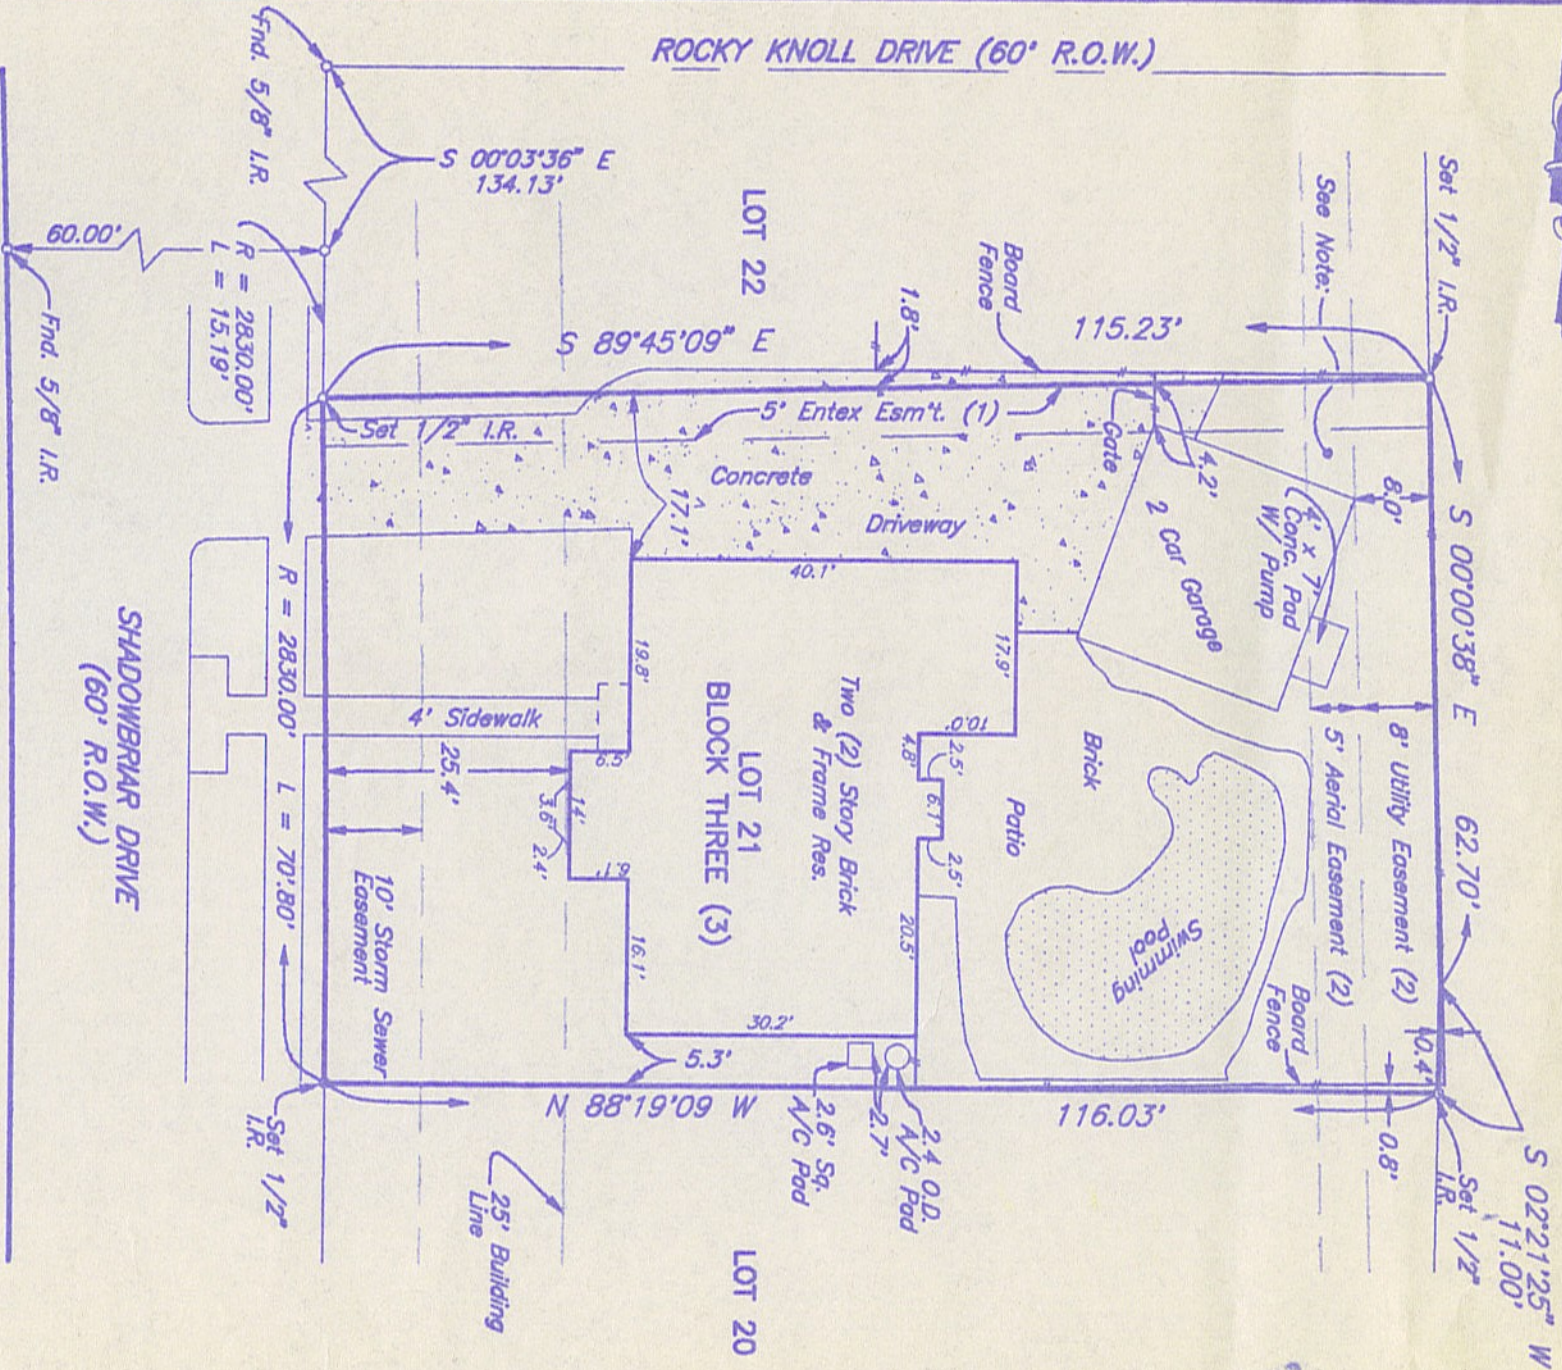 ROCKY KNOLL DRIVE (60' R.O.W.)
Fnd. 5/8" I.R.
S 00°03'36" E
134.13'
60.00'
R = 2830.00'
L = 15.19'
Fnd. 5/8" I.R.
LOT 22
Board
Fence
1.8'
See Note:
Set 1/2" I.R.
S 89°45'09" E
115.23'
5' Entex Esm't. (1)
Set 1/2" I.R.
Gate
4.2'
Concrete
Driveway
17.1'
2 Car Garage
(4' x 7'
Conc. Pad
W/ Pump
8.0'
S 00°00'38" E
62.70'
40.1'
19.8'
17.9'
10.0'
4.8'
2.5'
6.1'
2.5'
20.5'
Two (2) Story Brick
& Frame Res.
LOT 21
BLOCK THREE (3)
Brick
Patio
Swimming
Pool
8' Utility Easement (2)
5' Aerial Easement (2)
Board
Fence
0.4'
4' Sidewalk
25.4'
6.5'
14'
3.6'
2.4'
6.1'
16.1'
30.2'
5.3'
R = 2830.00'
L = 70.80'
SHADOWBRIAR DRIVE
(60' R.O.W.)
10' Storm Sewer
Easement
N 88°19'09 W
116.03'
0.8'
2.6' Sq.
A/C Pad
2.7'
2.4 O.D.
A/C Pad
Set 1/2"
I.R.
25' Building
Line
LOT 20
Set 1/2"
I.R.
S 02°21'25" W
11.00'